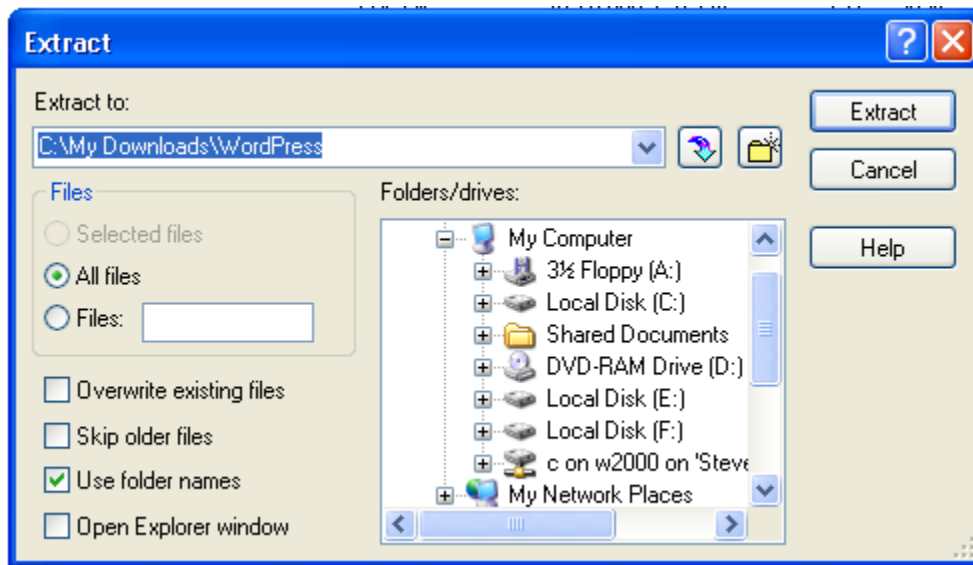 Extract
Extract to:
Extract
C:\My Downloads\WordPress
Cancel
Files
Folders/drives:
Selected files
My Computer
Help
All files
3½ Floppy (A:)
Files:
Local Disk (C:)
Shared Documents
DVD-RAM Drive (D:)
Overwrite existing files
Local Disk (E:)
Skip older files
Local Disk (F:)
Use folder names
c on w2000 on 'Steve
My Network Places
Open Explorer window